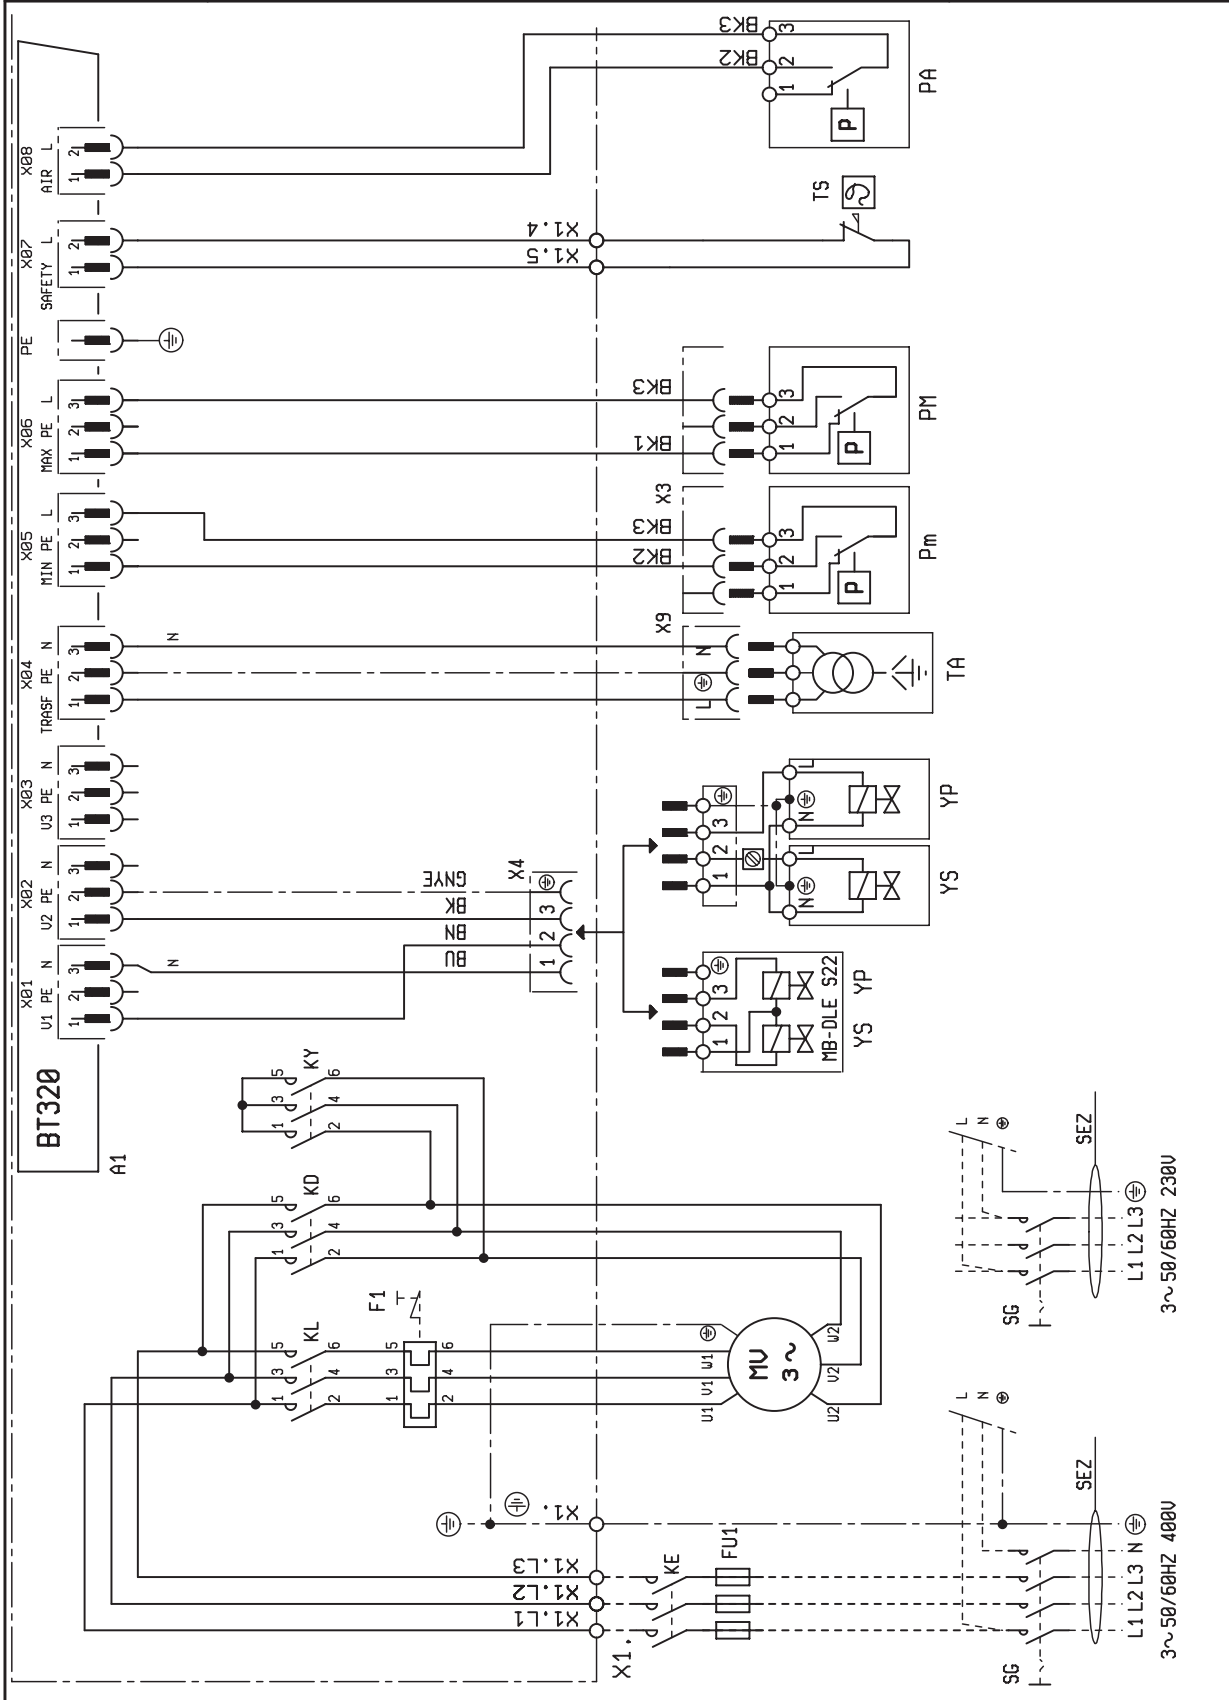 BT320
A1
X01 X02 X03 X04 X05 X06 PE X07 X08
V1 PE N V2 PE N V3 PE N TRASF PE N MIN PE L MAX PE L SAFETY L AIR L
1 2 3 1 2 3 1 2 3 1 2 3 1 2 3 1 2 3 1 2 1 2
N N
1 3 5 KY
2 4 6
1 3 5 KD
2 4 6
1 3 5 KL
2 4 6
F1
1 3 5
2 4 6
BU BN BK GNYE
X4
1 2 3
X1.L1 X1.L2 X1.L3 X1.
X1.5 X1.4
BK2 BK3
BK1 BK3
BK2 BK3
X1.
KE
FU1
U1 V1 W1
MV
3~
U2 V2 W2
1 2 3
MB-DLE S22
YS YP
1 2 3
N L
N L
YS YP
X9
L N
TA
X3
1 2 3
P
Pm
1 2 3
P
PM
TS
1 2 3
P
PA
SG
L
N
SEZ
L1 L2 L3 N
3~50/60HZ 400V
SG
L
N
SEZ
L1 L2 L3
3~50/60HZ 230V